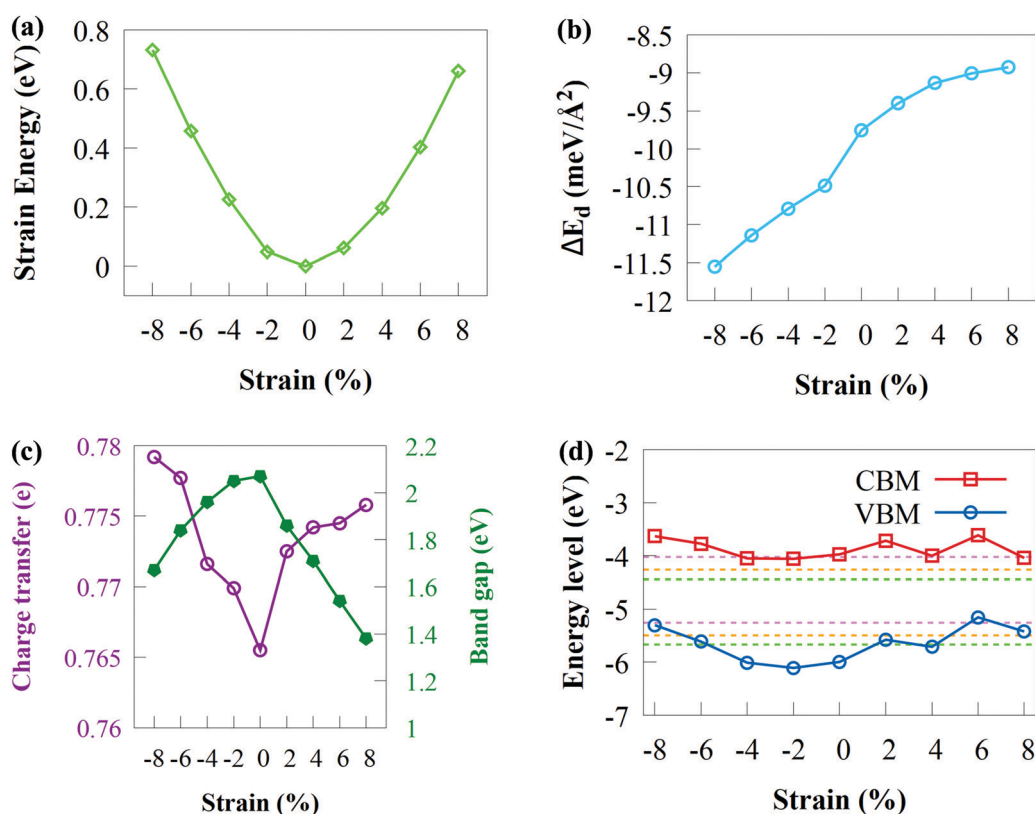 (a)
Strain Energy (eV)
0.8
0.6
0.4
0.2
0
-8 -6 -4 -2 0 2 4 6 8
Strain (%)
(b)
ΔE_d (meV/Å²)
-8.5
-9
-9.5
-10
-10.5
-11
-11.5
-12
-8 -6 -4 -2 0 2 4 6 8
Strain (%)
(c)
Charge transfer (e)
0.78
0.775
0.77
0.765
0.76
2.2
2
1.8
1.6
1.4
1.2
1
Band gap (eV)
-8 -6 -4 -2 0 2 4 6 8
Strain (%)
(d)
Energy level (eV)
-2
-3
-4
-5
-6
-7
CBM
VBM
-8 -6 -4 -2 0 2 4 6 8
Strain (%)